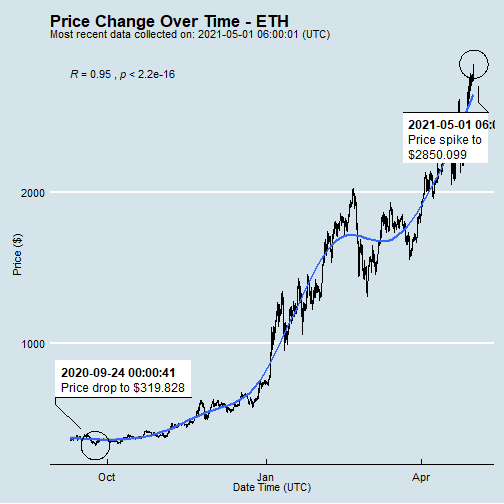 Price Change Over Time - ETH
Most recent data collected on: 2021-05-01 06:00:01 (UTC)
R = 0.95 , p < 2.2e-16
2021-05-01 06:0
Price spike to
$2850.099
2000
Price ($)
1000
2020-09-24 00:00:41
Price drop to $319.828
Oct
Jan
Apr
Date Time (UTC)